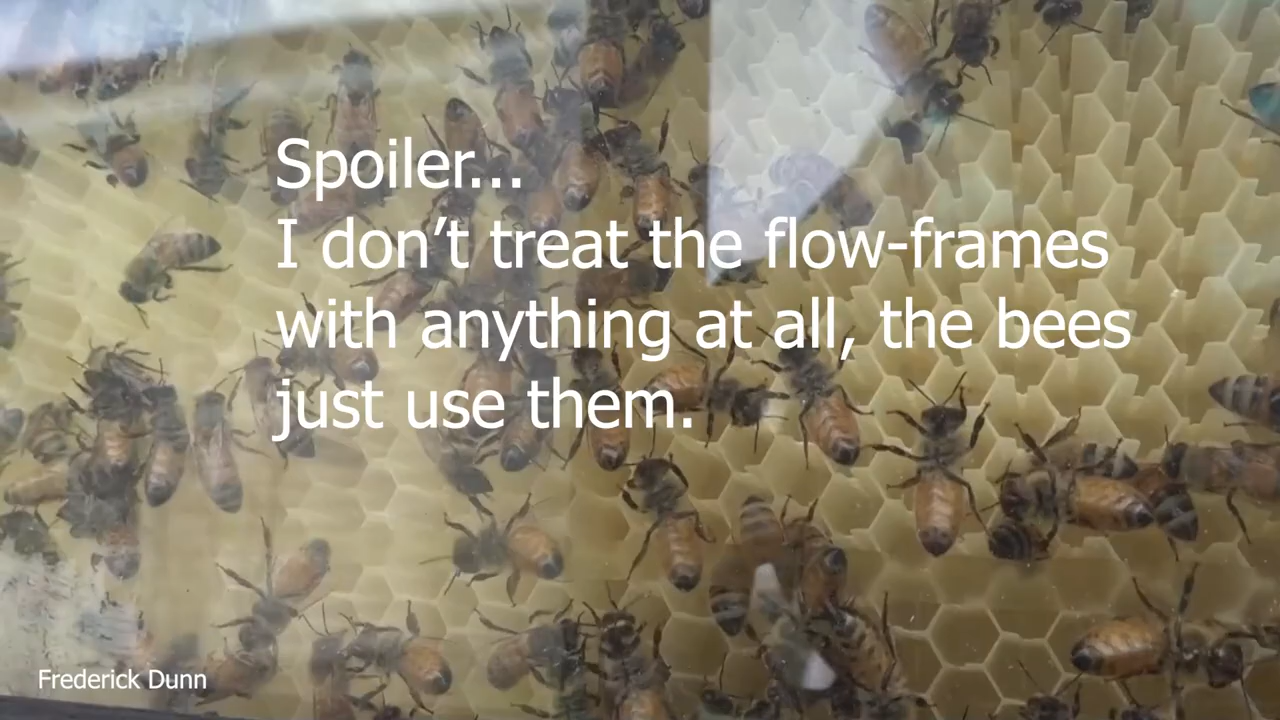 Spoiler...
I don’t treat the flow-frames
with anything at all, the bees
just use them.
Frederick Dunn